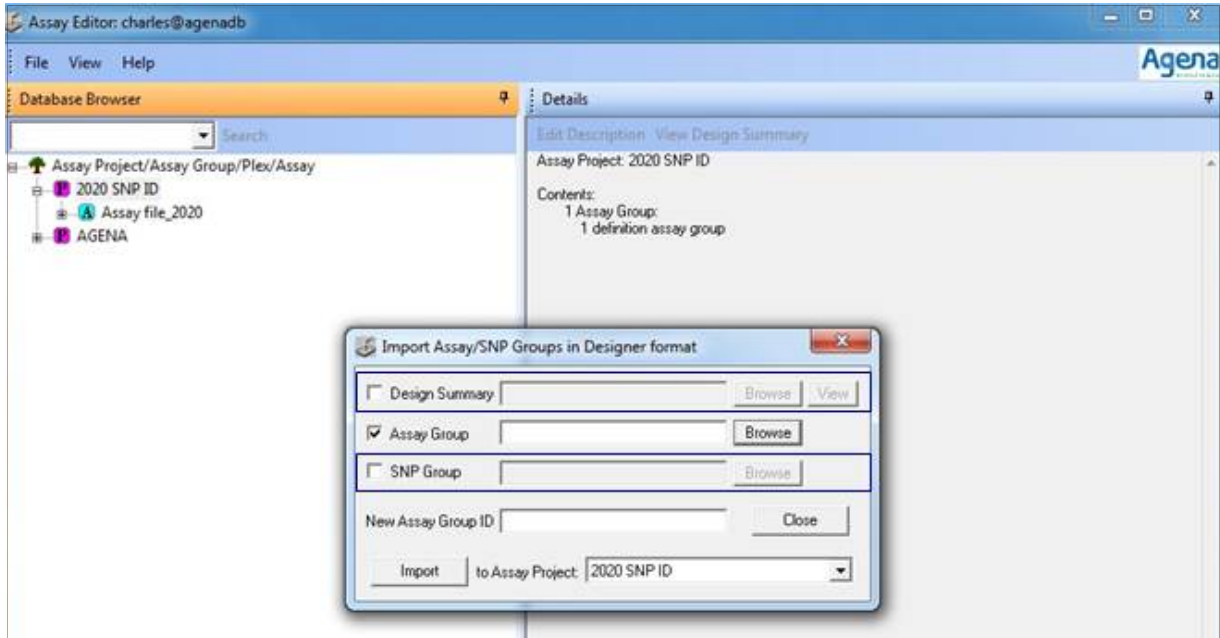 Assay Editor: charles@agenadb
File View Help
Agena
Database Browser
Details
Search
Edit Description View Design Summary
Assay Project/Assay Group/Plex/Assay
P 2020 SNP ID
A Assay file_2020
P AGENA
Assay Project: 2020 SNP ID
Contents:
1 Assay Group:
1 definition assay group
Import Assay/SNP Groups in Designer format
Design Summary Browse View
Assay Group Browse
SNP Group Browse
New Assay Group ID Close
Import to Assay Project: 2020 SNP ID